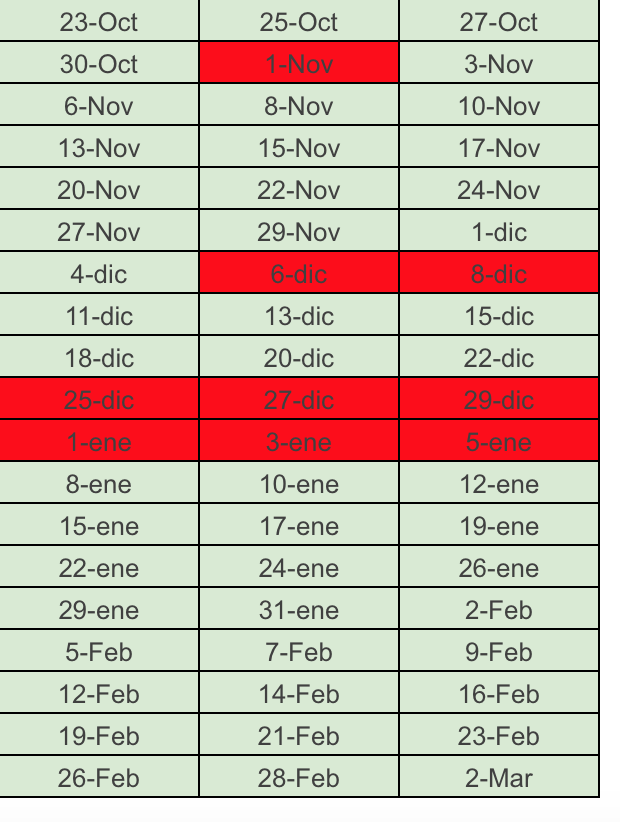 23-Oct 25-Oct 27-Oct
30-Oct 1-Nov 3-Nov
6-Nov 8-Nov 10-Nov
13-Nov 15-Nov 17-Nov
20-Nov 22-Nov 24-Nov
27-Nov 29-Nov 1-dic
4-dic 6-dic 8-dic
11-dic 13-dic 15-dic
18-dic 20-dic 22-dic
25-dic 27-dic 29-dic
1-ene 3-ene 5-ene
8-ene 10-ene 12-ene
15-ene 17-ene 19-ene
22-ene 24-ene 26-ene
29-ene 31-ene 2-Feb
5-Feb 7-Feb 9-Feb
12-Feb 14-Feb 16-Feb
19-Feb 21-Feb 23-Feb
26-Feb 28-Feb 2-Mar